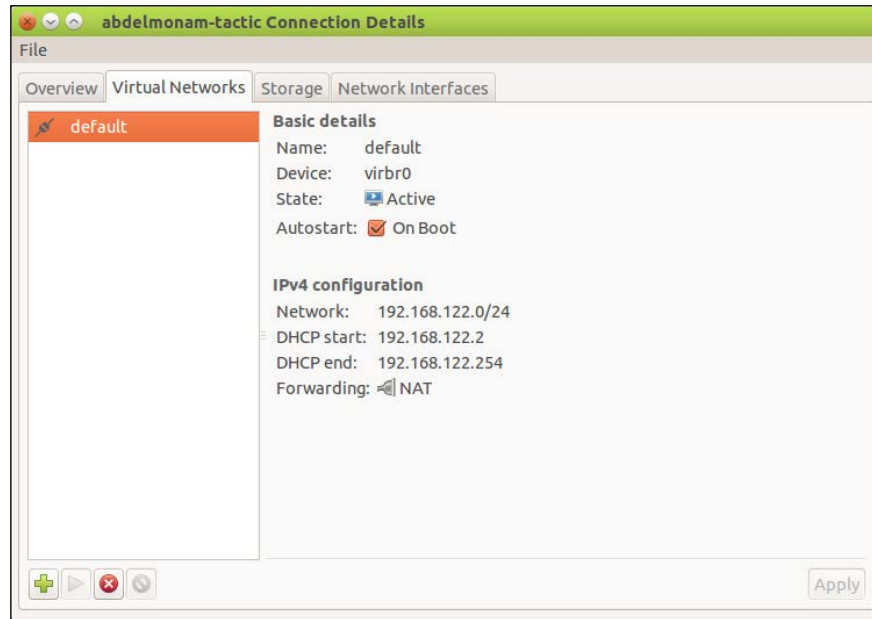 abdelmonam-tactic Connection Details
File
Overview Virtual Networks Storage Network Interfaces
default
Basic details
Name: default
Device: virbr0
State: Active
Autostart: On Boot
IPv4 configuration
Network: 192.168.122.0/24
DHCP start: 192.168.122.2
DHCP end: 192.168.122.254
Forwarding: NAT
Apply